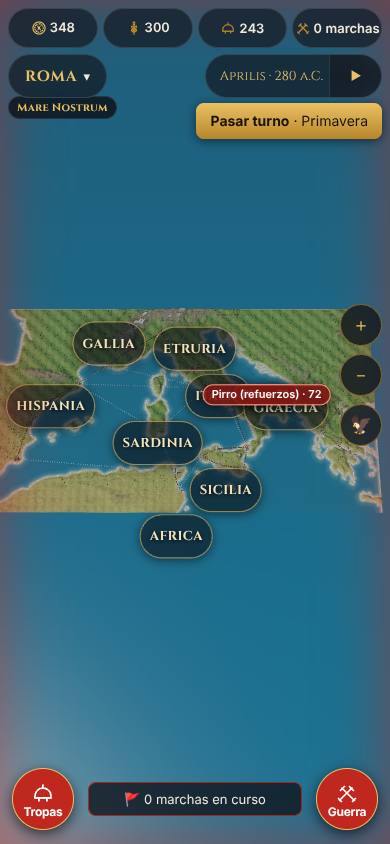 348
300
243
0 marchas
ROMA ▾
APRILIS · 280 A.C.
MARE NOSTRUM
Pasar turno · Primavera
GALLIA
ETRURIA
HISPANIA
Pirro (refuerzos) · 72
GRAECIA
SARDINIA
SICILIA
AFRICA
+
−
Tropas
0 marchas en curso
Guerra